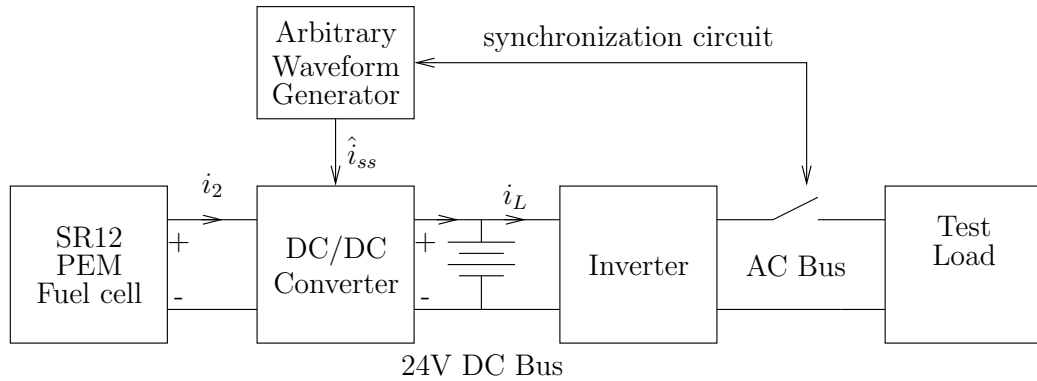 Arbitrary
Waveform
Generator
synchronization circuit
î_ss
i_2
i_L
SR12
PEM
Fuel cell
+
-
DC/DC
Converter
+
-
Inverter
AC Bus
Test
Load
24V DC Bus